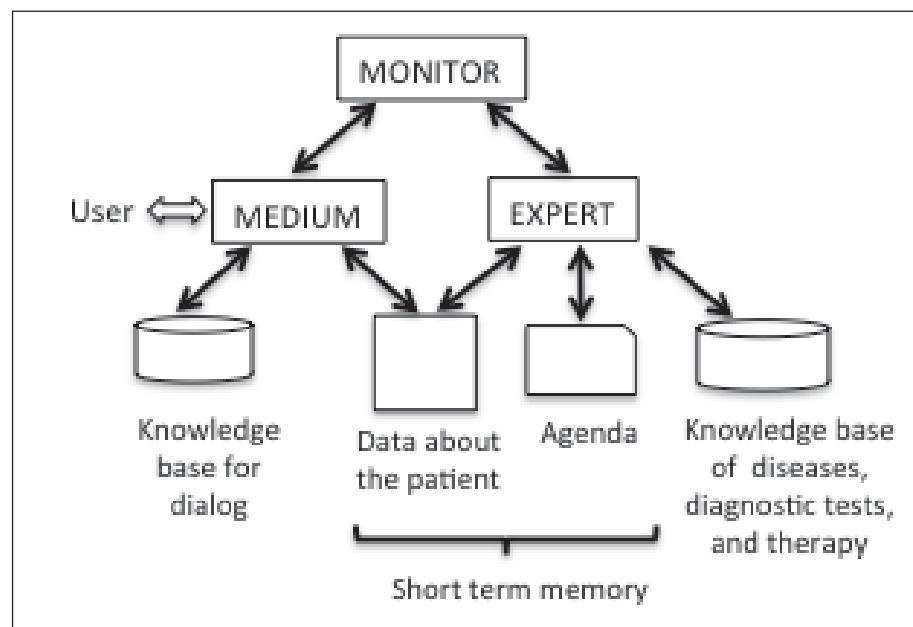 MONITOR
User
MEDIUM
EXPERT
Knowledge
base for
dialog
Data about
the patient
Agenda
Knowledge base
of diseases,
diagnostic tests,
and therapy
Short term memory